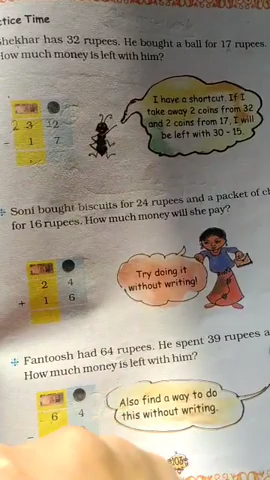 ctice Time
hekhar has 32 rupees. He bought a ball for 17 rupees.
How much money is left with him?
I have a shortcut. If I
take away 2 coins from 32
and 2 coins from 17, I will
be left with 30 - 15.
2 3 12
- 1 7
Soni bought biscuits for 24 rupees and a packet of ch
for 16 rupees. How much money will she pay?
Try doing it
without writing!
2 4
+ 1 6
Fantoosh had 64 rupees. He spent 39 rupees a
How much money is left with him?
Also find a way to do
this without writing.
6 4
-